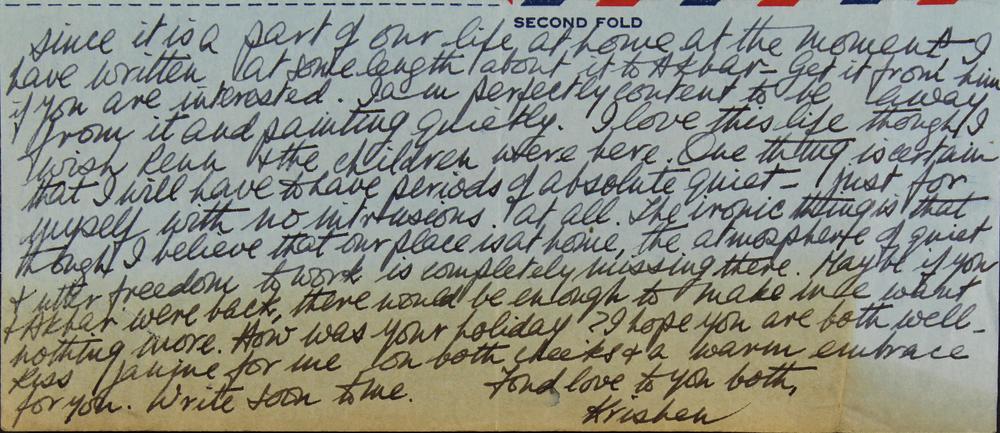 SECOND FOLD
since it is a part of our life at home at the moment I
have written at some length about it to Akbar - get it from him
if you are interested. I am perfectly content to be away
from it and painting quietly. I love this life though I
wish Renu & the children were here. One thing is certain
that I will have to have periods of absolute quiet - just for
myself with no intrusions at all. The ironic thing is that
though I believe that our place is at home, the atmosphere of quiet
& utter freedom to work is completely missing there. Maybe if you
& Akbar were back, there would be enough to make me want
nothing more. How was your holiday? I hope you are both well -
Kiss Janine for me on both cheeks & a warm embrace
for you. Write soon to me. Fond love to you both,
Krishen